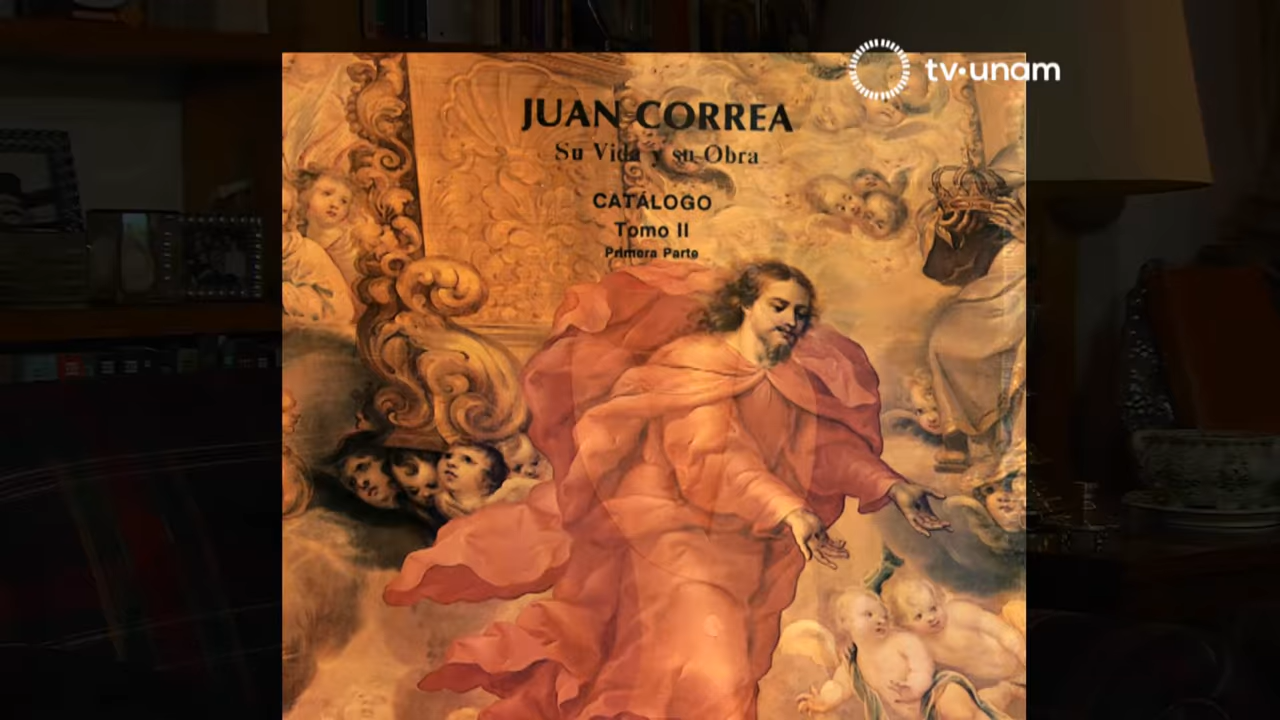 tv·unam
JUAN CORREA
Su Vida y su Obra
CATÁLOGO
Tomo II
Primera Parte